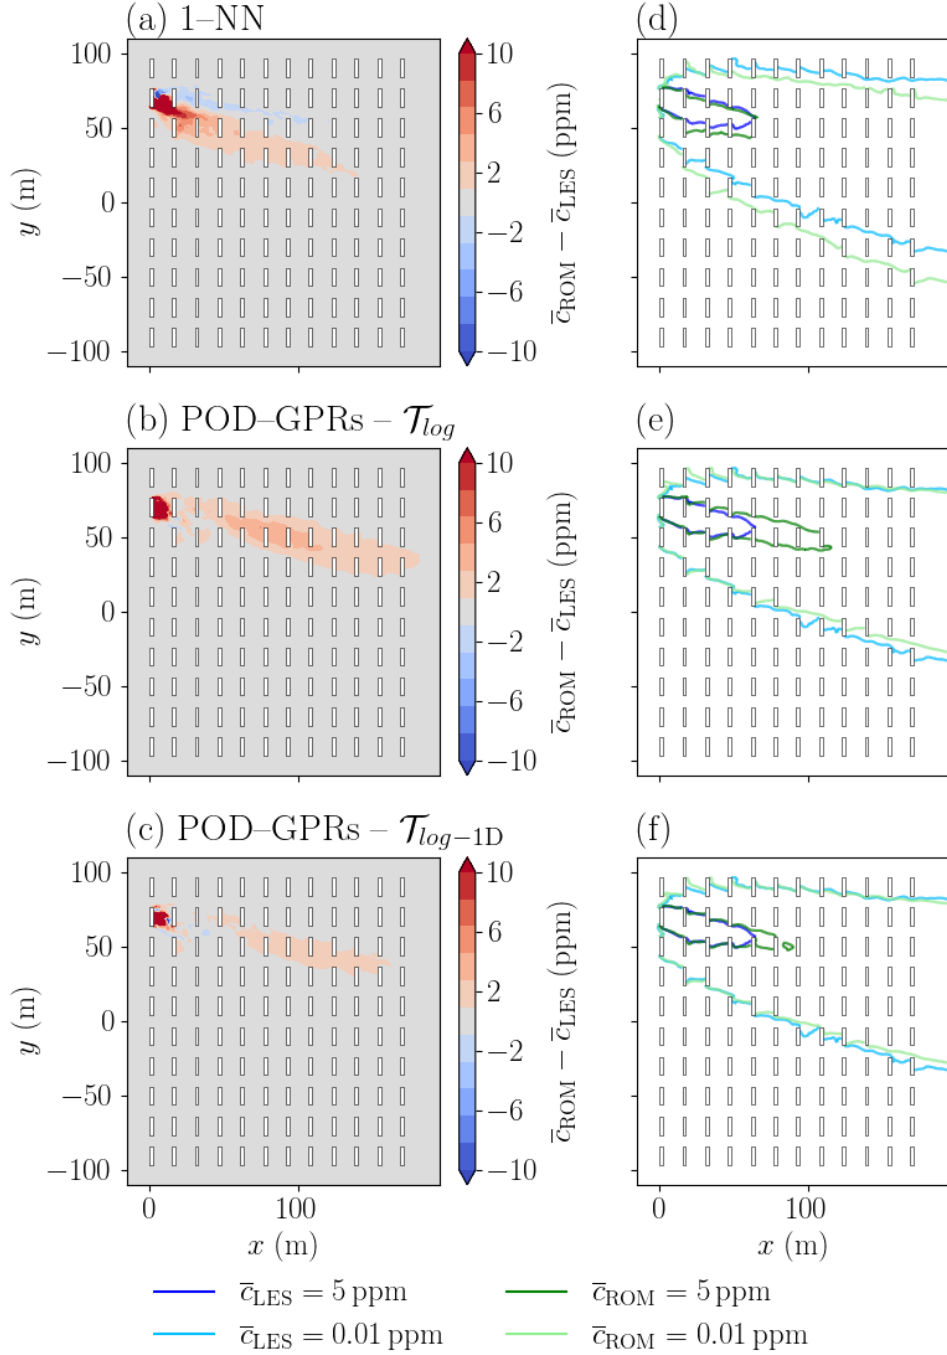 (a) 1–NN
(d)
100
50
0
−50
−100
y (m)
10
6
2
−2
−6
−10
c̅ROM − c̅LES (ppm)
(b) POD–GPRs – 𝒯log
(e)
100
50
0
−50
−100
y (m)
10
6
2
−2
−6
−10
c̅ROM − c̅LES (ppm)
(c) POD–GPRs – 𝒯log−1D
(f)
100
50
0
−50
−100
y (m)
10
6
2
−2
−6
−10
c̅ROM − c̅LES (ppm)
0 100
x (m)
0 100
x (m)
c̅LES = 5 ppm
c̅ROM = 5 ppm
c̅LES = 0.01 ppm
c̅ROM = 0.01 ppm